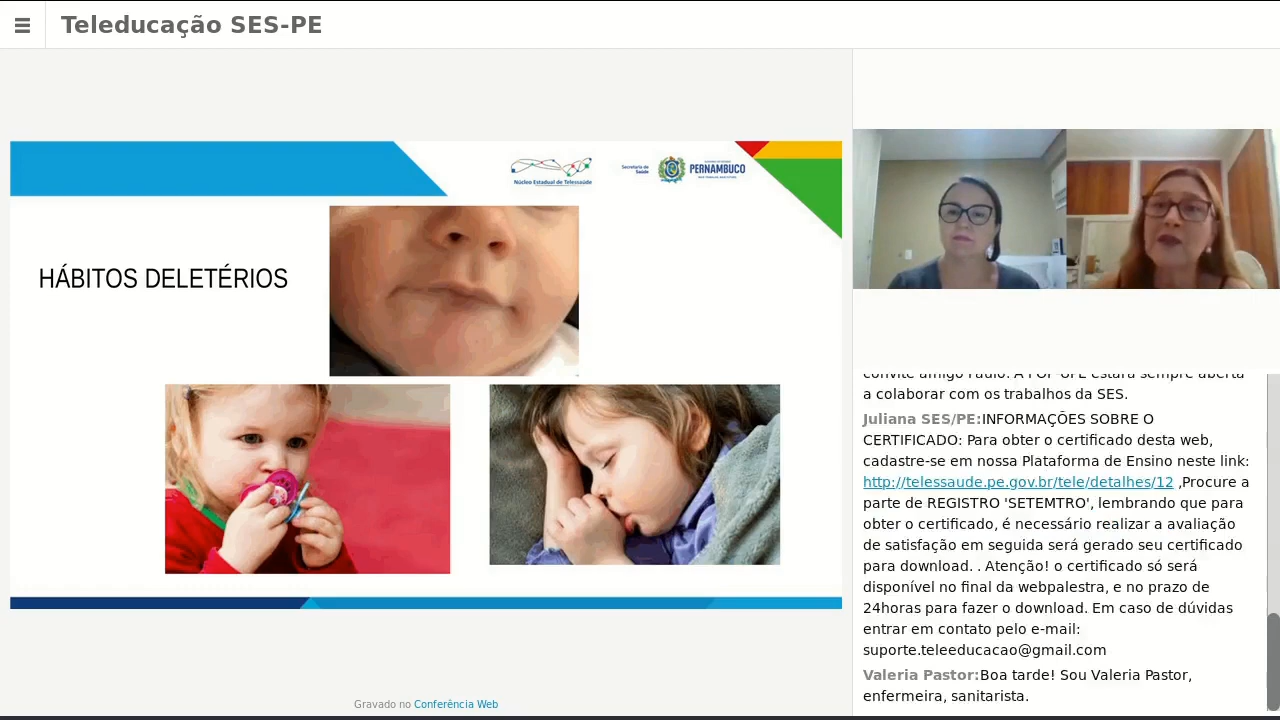 Teleducação SES-PE
Núcleo Estadual de Telessaúde
Secretaria de
Saúde
PERNAMBUCO
HÁBITOS DELETÉRIOS
a colaborar com os trabalhos da SES.
Juliana SES/PE:INFORMAÇÕES SOBRE O
CERTIFICADO: Para obter o certificado desta web,
cadastre-se em nossa Plataforma de Ensino neste link:
http://telessaude.pe.gov.br/tele/detalhes/12 ,Procure a
parte de REGISTRO 'SETEMTRO', lembrando que para
obter o certificado, é necessário realizar a avaliação
de satisfação em seguida será gerado seu certificado
para download. . Atenção! o certificado só será
disponível no final da webpalestra, e no prazo de
24horas para fazer o download. Em caso de dúvidas
entrar em contato pelo e-mail:
suporte.teleeducacao@gmail.com
Valeria Pastor:Boa tarde! Sou Valeria Pastor,
enfermeira, sanitarista.
Gravado no Conferência Web